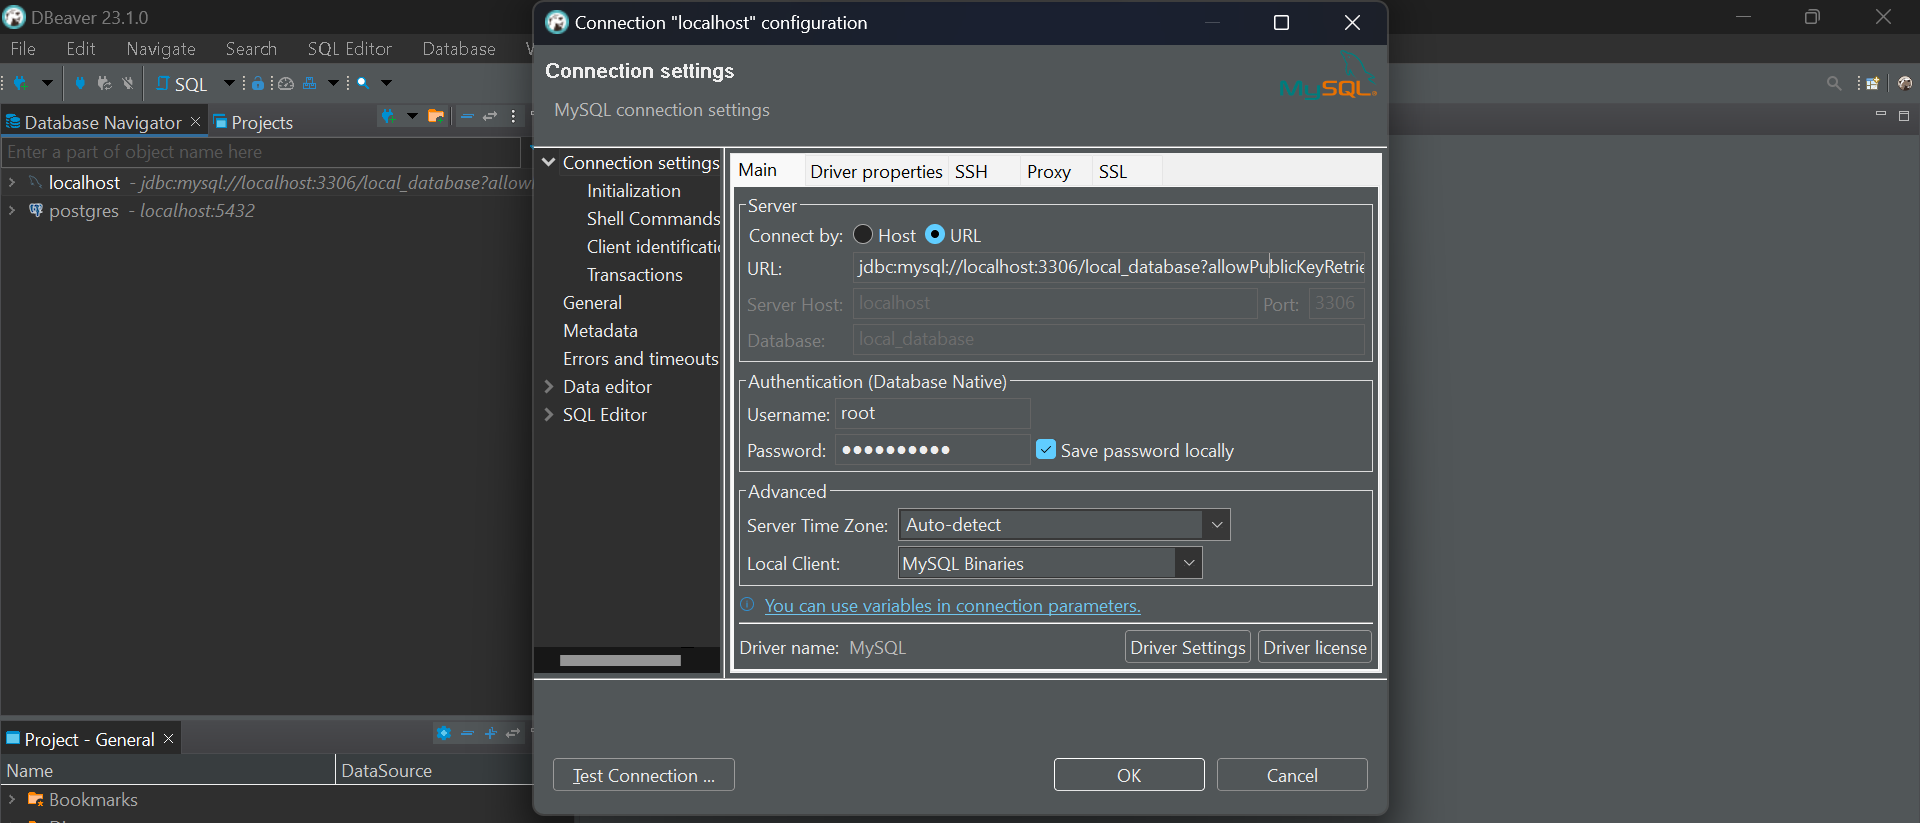 DBeaver 23.1.0
File Edit Navigate Search SQL Editor Database
SQL
Database Navigator
Projects
Enter a part of object name here
localhost - jdbc:mysql://localhost:3306/local_database?allow
postgres - localhost:5432
Project - General
Name DataSource
Bookmarks
Connection "localhost" configuration
Connection settings
MySQL connection settings
MySQL
Connection settings
Initialization
Shell Commands
Client identificati
Transactions
General
Metadata
Errors and timeouts
Data editor
SQL Editor
Main Driver properties SSH Proxy SSL
Server
Connect by: Host URL
URL: jdbc:mysql://localhost:3306/local_database?allowPublicKeyRetrie
Server Host: localhost Port: 3306
Database: local_database
Authentication (Database Native)
Username: root
Password: ●●●●●●●●●● Save password locally
Advanced
Server Time Zone: Auto-detect
Local Client: MySQL Binaries
You can use variables in connection parameters.
Driver name: MySQL Driver Settings Driver license
Test Connection ... OK Cancel